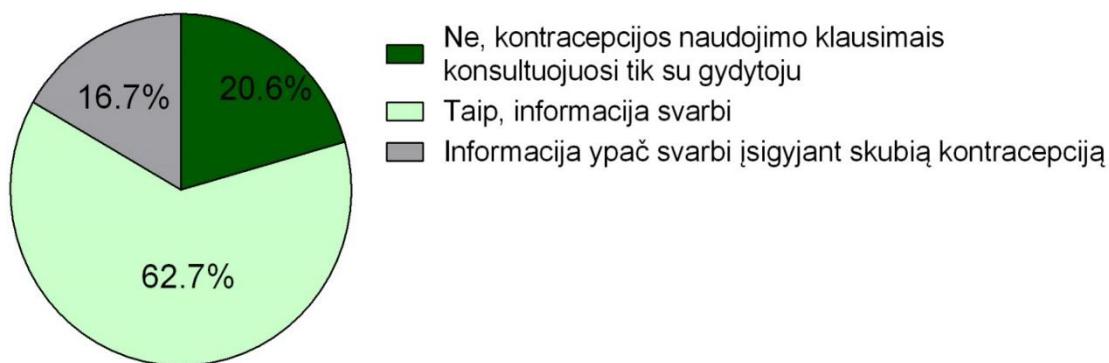 16.7%
20.6%
62.7%
Ne, kontracepcijos naudojimo klausimais
konsultuojuosi tik su gydytoju
Taip, informacija svarbi
Informacija ypač svarbi įsigyjant skubią kontracepciją